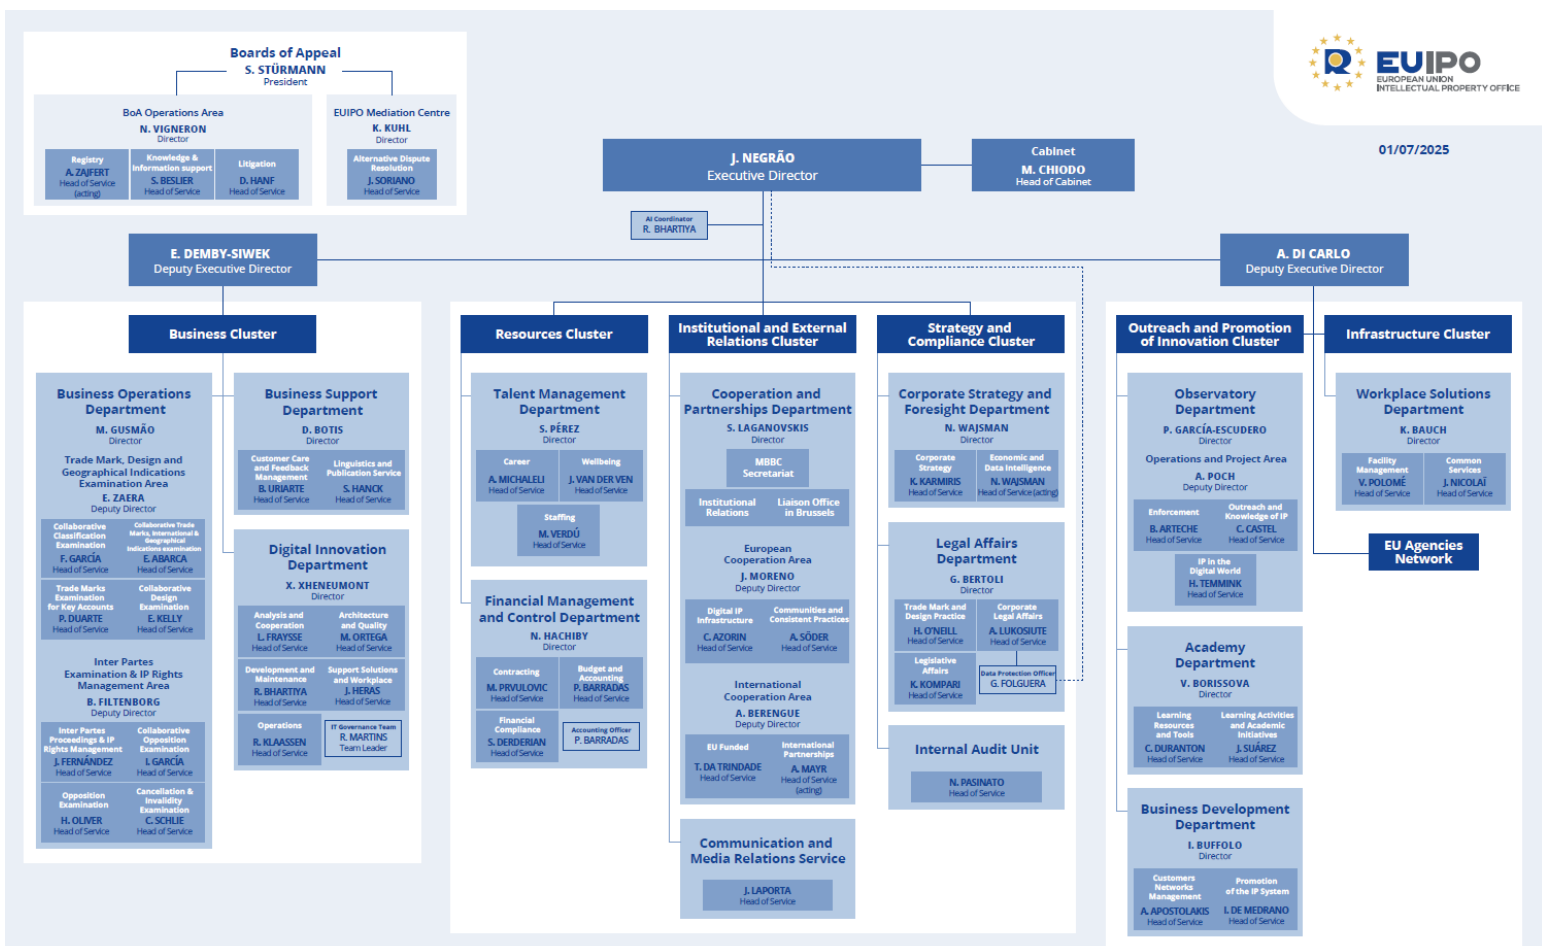 Boards of Appeal
S. STÜRMANN
President
BoA Operations Area
N. VIGNERON
Director
Registry
A. ZAJFERT
Head of Service
(acting)
Knowledge &
Information support
S. BESLIER
Head of Service
Litigation
D. HANF
Head of Service
EUIPO Mediation Centre
K. KUHL
Director
Alternative Dispute
Resolution
J. SORIANO
Head of Service
EUIPO
EUROPEAN UNION
INTELLECTUAL PROPERTY OFFICE
01/07/2025
J. NEGRÃO
Executive Director
Cabinet
M. CHIODO
Head of Cabinet
AI Coordinator
R. BHARTIYA
E. DEMBY-SIWEK
Deputy Executive Director
A. DI CARLO
Deputy Executive Director
Business Cluster
Business Operations
Department
M. GUSMÃO
Director
Trade Mark, Design and
Geographical Indications
Examination Area
E. ZAERA
Deputy Director
Collaborative
Classification
Examination
F. GARCÍA
Head of Service
Collaborative Trade
Marks, International &
Geographical
Indications examination
E. ABARCA
Head of Service
Trade Marks
Examination
for Key Accounts
P. DUARTE
Head of Service
Collaborative
Design
Examination
E. KELLY
Head of Service
Inter Partes
Examination & IP Rights
Management Area
B. FILTENBORG
Deputy Director
Inter Partes
Proceedings & IP
Rights Management
J. FERNÁNDEZ
Head of Service
Collaborative
Opposition
Examination
I. GARCÍA
Head of Service
Opposition
Examination
H. OLIVER
Head of Service
Cancellation &
Invalidity
Examination
C. SCHLIE
Head of Service
Business Support
Department
D. BOTIS
Director
Customer Care
and Feedback
Management
B. URIARTE
Head of Service
Linguistics and
Publication Service
S. HANCK
Head of Service
Digital Innovation
Department
X. XHENEUMONT
Director
Analysis and
Cooperation
L. FRAYSSE
Head of Service
Architecture
and Quality
M. ORTEGA
Head of Service
Development and
Maintenance
R. BHARTIYA
Head of Service
Support Solutions
and Workplace
J. HERAS
Head of Service
Operations
R. KLAASSEN
Head of Service
IT Governance Team
R. MARTINS
Team Leader
Resources Cluster
Talent Management
Department
S. PÉREZ
Director
Career
A. MICHALELI
Head of Service
Wellbeing
J. VAN DER VEN
Head of Service
Staffing
M. VERDÚ
Head of Service
Financial Management
and Control Department
N. HACHIBY
Director
Contracting
M. PRVULOVIC
Head of Service
Budget and
Accounting
P. BARRADAS
Head of Service
Financial
Compliance
S. DERDERIAN
Head of Service
Accounting Officer
P. BARRADAS
Institutional and External
Relations Cluster
Cooperation and
Partnerships Department
S. LAGANOVSKIS
Director
MBBC
Secretariat
Institutional
Relations
Liaison Office
in Brussels
European
Cooperation Area
J. MORENO
Deputy Director
Digital IP
Infrastructure
C. AZORIN
Head of Service
Communities and
Consistent Practices
A. SÖDER
Head of Service
International
Cooperation Area
A. BERENGUE
Deputy Director
EU Funded
T. DA TRINDADE
Head of Service
International
Partnerships
A. MAYR
Head of Service
(acting)
Communication and
Media Relations Service
J. LAPORTA
Head of Service
Strategy and
Compliance Cluster
Corporate Strategy and
Foresight Department
N. WAJSMAN
Director
Corporate
Strategy
K. KARMIRIS
Head of Service
Economic and
Data Intelligence
N. WAJSMAN
Head of Service (acting)
Legal Affairs
Department
G. BERTOLI
Director
Trade Mark and
Design Practice
H. O'NEILL
Head of Service
Corporate
Legal Affairs
A. LUKOSIUTE
Head of Service
Legislative
Affairs
K. KOMPARI
Head of Service
Data Protection Officer
G. FOLGUERA
Internal Audit Unit
N. PASINATO
Head of Service
Outreach and Promotion
of Innovation Cluster
Observatory
Department
P. GARCÍA-ESCUDERO
Director
Operations and Project Area
A. POCH
Deputy Director
Enforcement
B. ARTECHE
Head of Service
Outreach and
Knowledge of IP
C. CASTEL
Head of Service
IP in the
Digital World
H. TEMMINK
Head of Service
Academy
Department
V. BORISSOVA
Director
Learning
Resources
and Tools
C. DURANTON
Head of Service
Learning Activities
and Academic
Initiatives
J. SUÁREZ
Head of Service
Business Development
Department
I. BUFFOLO
Director
Customers
Networks
Management
A. APOSTOLAKIS
Head of Service
Promotion
of the IP System
I. DE MEDRANO
Head of Service
Infrastructure Cluster
Workplace Solutions
Department
K. BAUCH
Director
Facility
Management
V. POLOMÉ
Head of Service
Common
Services
J. NICOLAÏ
Head of Service
EU Agencies
Network